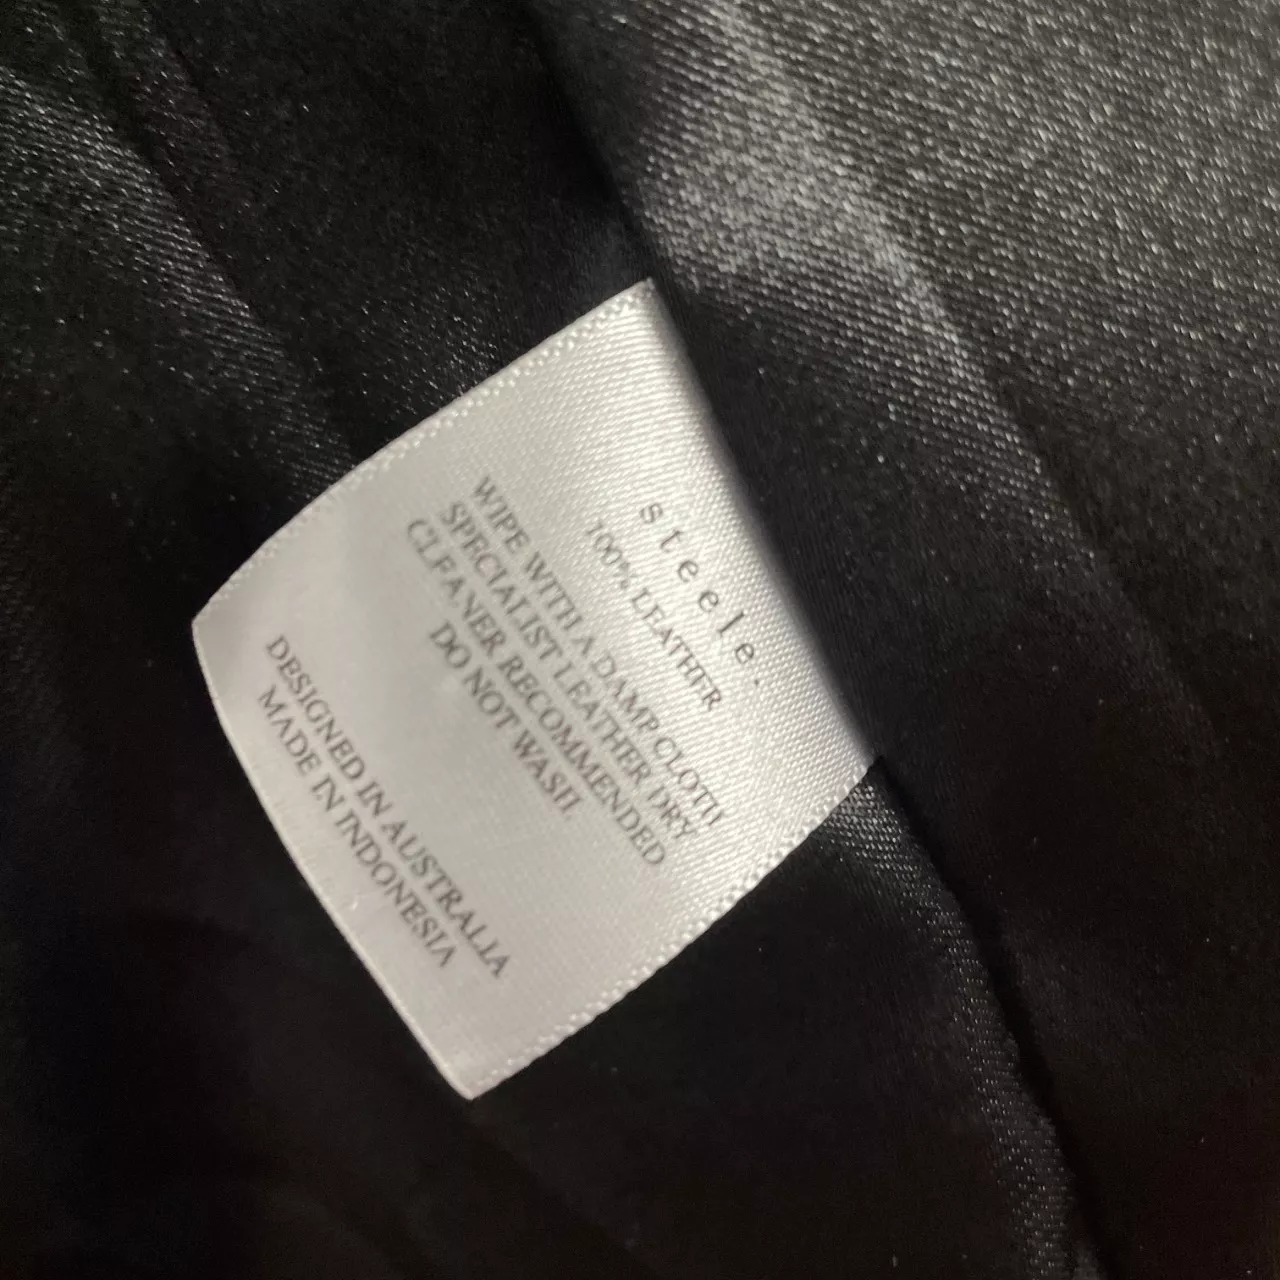 steele.
100% LEATHER
WIPE WITH A DAMP CLOTH
SPECIALIST LEATHER DRY
CLEANER RECOMMENDED
DO NOT WASH.
DESIGNED IN AUSTRALIA
MADE IN INDONESIA